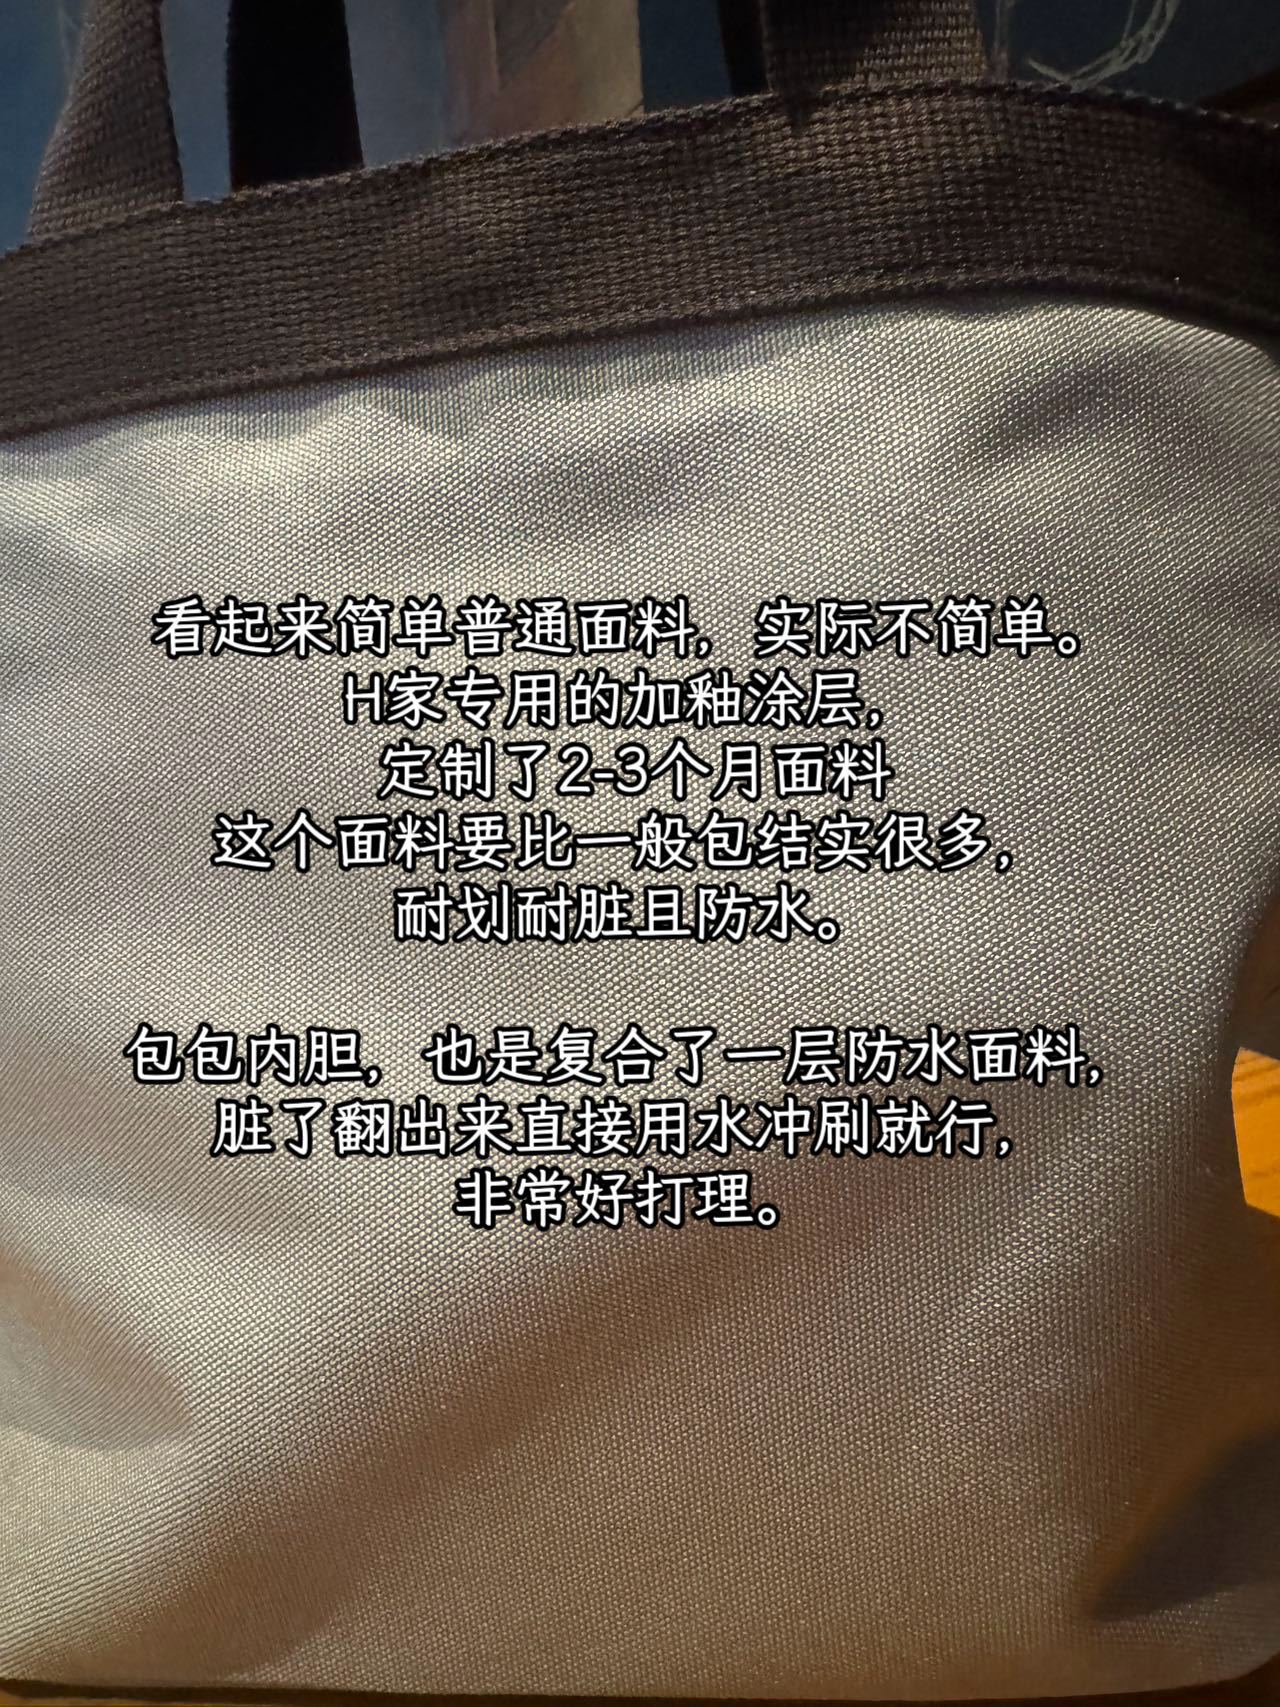 看起来简单普通面料，实际不简单。
H家专用的加釉涂层，
定制了2-3个月面料
这个面料要比一般包结实很多，
耐划耐脏且防水。
包包内胆，也是复合了一层防水面料，
脏了翻出来直接用水冲刷就行，
非常好打理。